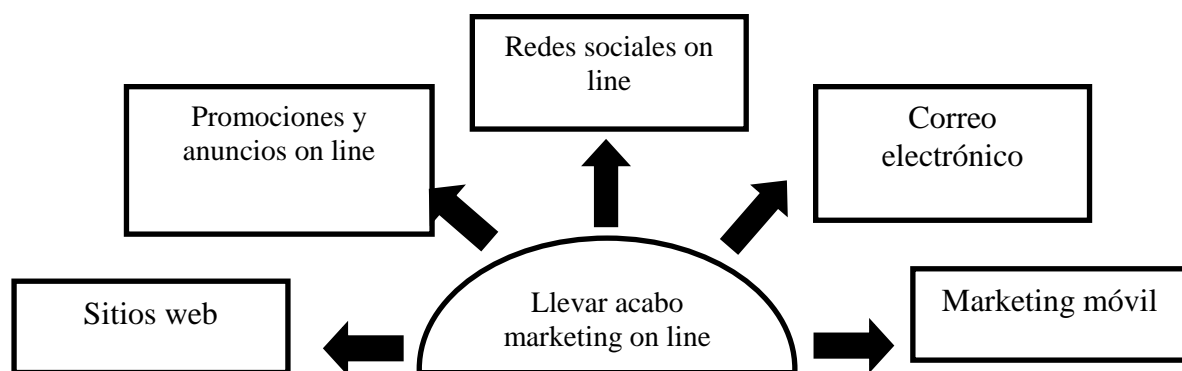 Redes sociales on
line
Promociones y
anuncios on line
Correo
electrónico
Sitios web
Llevar acabo
marketing on line
Marketing móvil